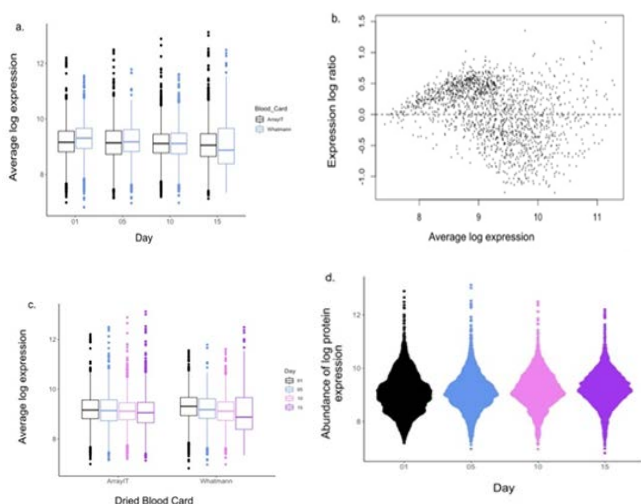 a.
Average log expression
12
10
8
01
05
10
15
Day
Blood_Card
ArrayIT
Whatmann
b.
Expression log ratio
1.5
1.0
0.5
0.0
-1.0
8
9
10
11
Average log expression
c.
Average log expression
12
10
8
ArrayIT
Whatmann
Dried Blood Card
Day
01
05
10
15
d.
Abundance of log protein
expression
12
10
8
01
05
10
15
Day